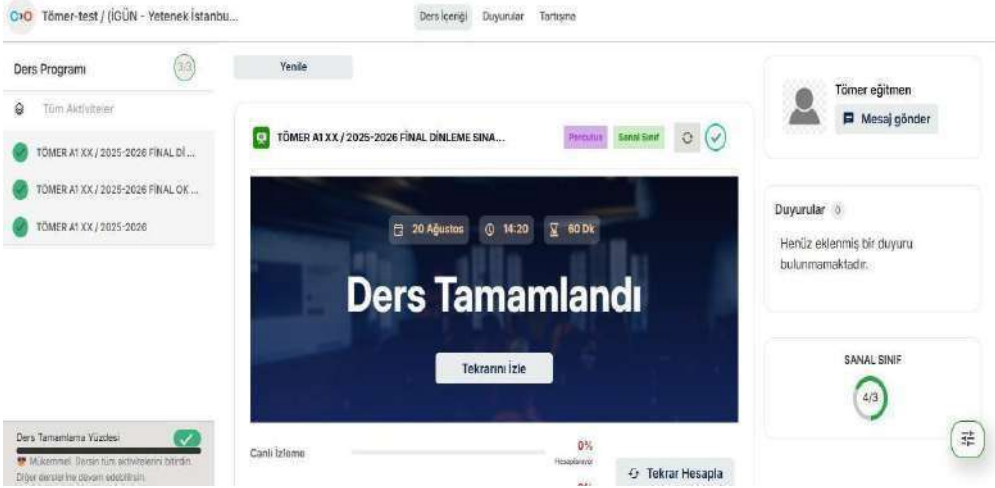 Tömer-test / (İGÜN - Yetenek İstanbu...
Ders İçeriği Duyurular Tartışma
Ders Programı 3/3
Tüm Aktiviteler
TÖMER A1 XX / 2025-2026 FİNAL Dİ ...
TÖMER A1 XX / 2025-2026 FİNAL OK ...
TÖMER A1 XX / 2025-2026
Ders Tamamlama Yüzdesi
Mükemmel. Dersin tüm aktivitelerini bitirdin.
Diğer derslerine devam edebilirsin.
Yenile
TÖMER A1 XX / 2025-2026 FİNAL DİNLEME SINA...
Perculus Sanal Sınıf
20 Ağustos 14:20 60 Dk
Ders Tamamlandı
Tekrarını İzle
Canlı İzleme
0%
Hesaplanıyor
0%
Tekrar Hesapla
Tömer eğitmen
Mesaj gönder
Duyurular 0
Henüz eklenmiş bir duyuru
bulunmamaktadır.
SANAL SINIF
4/3